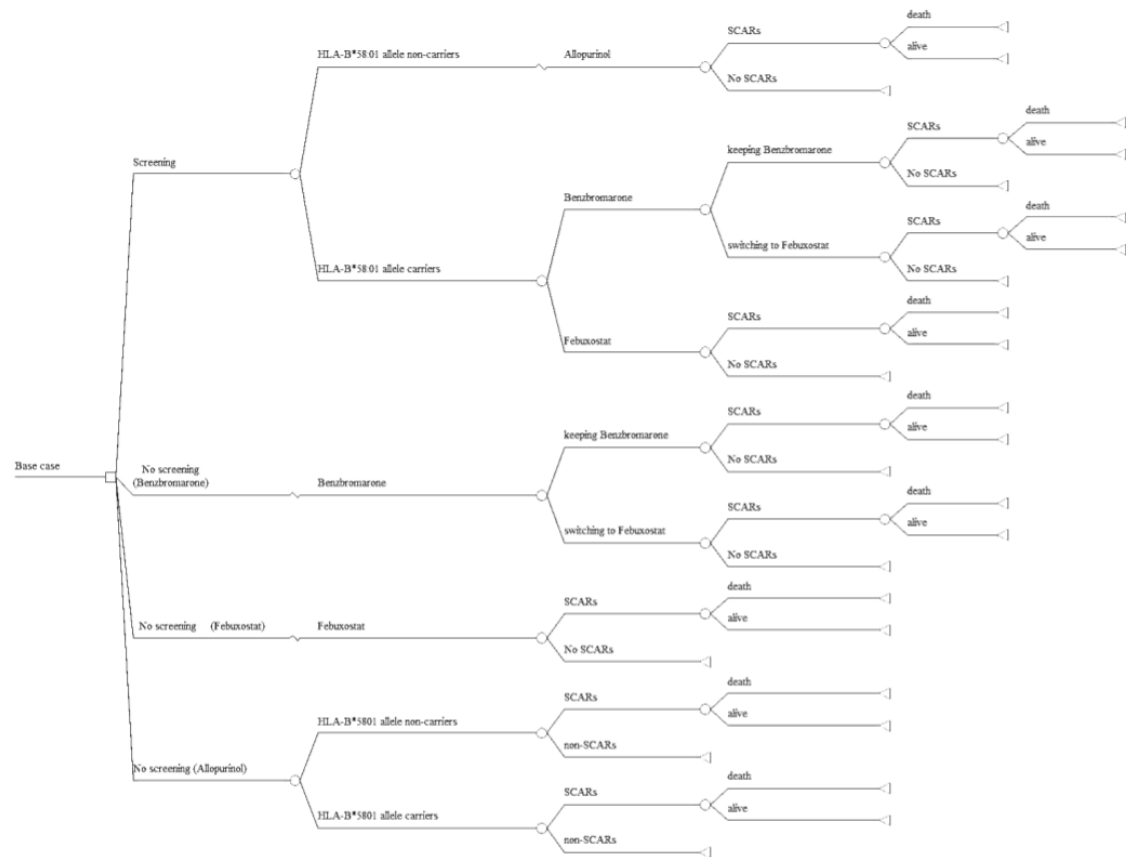 death
SCARs
alive
HLA-B*58:01 allele non-carriers
Allopurinol
No SCARs
death
SCARs
alive
keeping Benzbromarone
Screening
No SCARs
Benzbromarone
death
SCARs
alive
switching to Febuxostat
HLA-B*58:01 allele carriers
No SCARs
death
SCARs
alive
Febuxostat
No SCARs
death
SCARs
alive
keeping Benzbromarone
No SCARs
Base case
No screening
(Benzbromarone)
Benzbromarone
death
SCARs
alive
switching to Febuxostat
No SCARs
death
SCARs
alive
No screening (Febuxostat)
Febuxostat
No SCARs
death
SCARs
alive
HLA-B*5801 allele non-carriers
non-SCARs
No screening (Allopurinol)
death
SCARs
alive
HLA-B*5801 allele carriers
non-SCARs